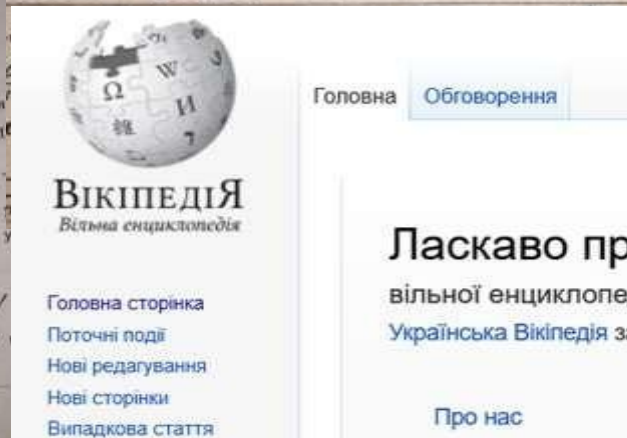 ВІКІПЕДІЯ
Вільна енциклопедія
Головна Обговорення
Ласкаво пр
вільної енциклопе
Українська Вікіпедія за
Про нас
Головна сторінка
Поточні події
Нові редагування
Нові сторінки
Випадкова стаття